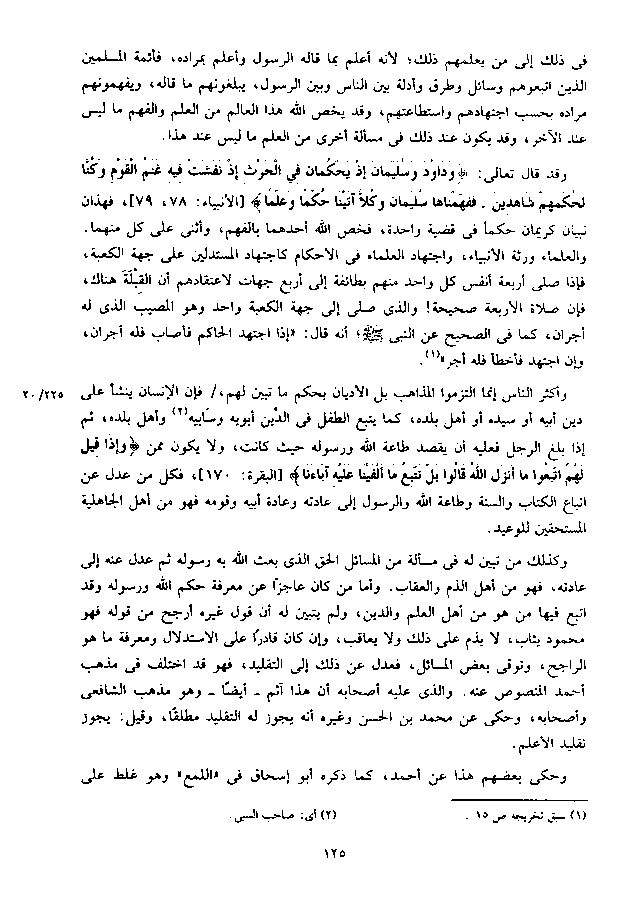 فى ذلك إلى من يعلمهم ذلك؛ لأنه أعلم بما قاله الرسول وأعلم بمراده، فأئمة المسلمين
الذين اتبعوهم وسائل وطرق وأدلة بين الناس وبين الرسول، يبلغونهم ما قاله، ويفهمونهم
مراده بحسب اجتهادهم واستطاعتهم، وقد يخص الله هذا العالم من العلم والفهم ما ليس
عند الآخر، وقد يكون عند ذلك فى مسألة أخرى من العلم ما ليس عند هذا.
وقد قال تعالى: ﴿وَدَاوُدَ وَسُلَيْمَانَ إِذْ يَحْكُمَانِ فِي الْحَرْثِ إِذْ نَفَشَتْ فِيهِ غَنَمُ الْقَوْمِ وَكُنَّا
لِحُكْمِهِمْ شَاهِدِينَ . فَفَهَّمْنَاهَا سُلَيْمَانَ وَكُلاًّ آتَيْنَا حُكْمًا وَعِلْمًا﴾ [الأنبياء: ٧٨، ٧٩]، فهذان
نبيان كريمان حكما فى قضية واحدة، فخص الله أحدهما بالفهم، وأثنى على كل منهما.
والعلماء ورثة الأنبياء، واجتهاد العلماء فى الأحكام كاجتهاد المستدلين على جهة الكعبة،
فإذا صلى أربعة أنفس كل واحد منهم بطائفة إلى أربع جهات لاعتقادهم أن القِبْلَة هناك،
فإن صلاة الأربعة صحيحة! والذى صلى إلى جهة الكعبة واحد وهو المصيب الذى له
أجران، كما فى الصحيح عن النبى ﷺ؛ أنه قال: «إذا اجتهد الحاكم فأصاب فله أجران،
وإن اجتهد فأخطأ فله أجر»(١).
٢٠/٢٢٥ وأكثر الناس إنما التزموا المذاهب بل الأديان بحكم ما تبين لهم،/ فإن الإنسان ينشأ على
دين أبيه أو سيده أو أهل بلده، كما يتبع الطفل فى الدِّين أبويه وسَابِيه(٢) وأهل بلده، ثم
إذا بلغ الرجل فعليه أن يقصد طاعة الله ورسوله حيث كانت، ولا يكون ممن ﴿وَإِذَا قِيلَ
لَهُمُ اتَّبِعُوا مَا أَنزَلَ اللَّهُ قَالُوا بَلْ نَتَّبِعُ مَا أَلْفَيْنَا عَلَيْهِ آبَاءَنَا﴾ [البقرة: ١٧٠]، فكل من عدل عن
اتباع الكتاب والسنة وطاعة الله والرسول إلى عادته وعادة أبيه وقومه فهو من أهل الجاهلية
المستحقين للوعيد.
وكذلك من تبين له فى مسألة من المسائل الحق الذى بعث الله به رسوله ثم عدل عنه إلى
عادته، فهو من أهل الذم والعقاب. وأما من كان عاجزاً عن معرفة حكم الله ورسوله وقد
اتبع فيها من هو من أهل العلم والدين، ولم يتبين له أن قول غيره أرجح من قوله فهو
محمود يثاب، لا يذم على ذلك ولا يعاقب، وإن كان قادراً على الاستدلال ومعرفة ما هو
الراجح، وتوقى بعض المسائل، فعدل عن ذلك إلى التقليد، فهو قد اختلف فى مذهب
أحمد المنصوص عنه. والذى عليه أصحابه أن هذا آثم - أيضًا - وهو مذهب الشافعى
وأصحابه، وحكى عن محمد بن الحسن وغيره أنه يجوز له التقليد مطلقًا، وقيل: يجوز
تقليد الأعلم.
وحكى بعضهم هذا عن أحمد، كما ذكره أبو إسحاق فى «اللمع» وهو غلط على
(١) سبق تخريجه ص ١٥ .
(٢) أى: صاحب السبى.
١٢٥